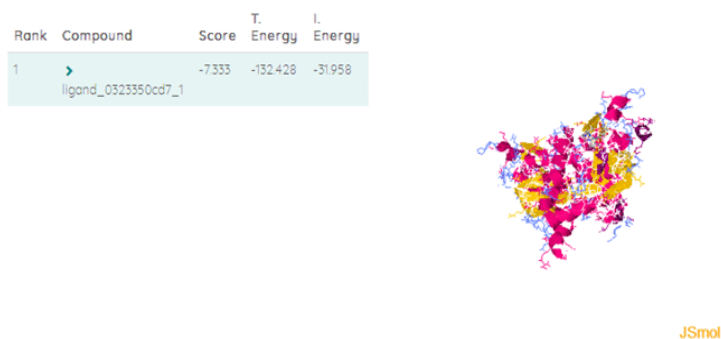 T. I.
Rank Compound Score Energy Energy
1 -7.333 -132.428 -31.958
ligand_0323350cd7_1
JSmol